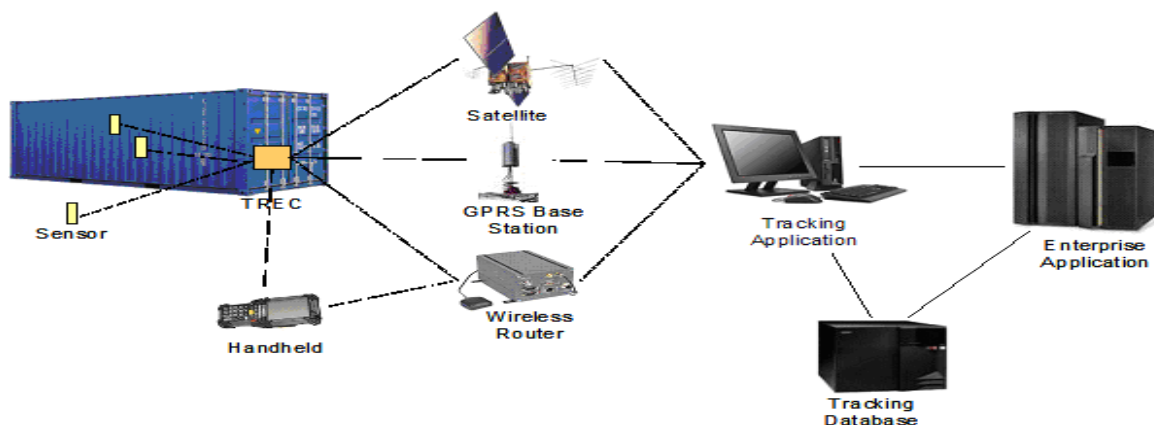 Satellite
TREC
GPRS Base
Station
Sensor
Tracking
Application
Enterprise
Application
Wireless
Router
Handheld
Tracking
Database